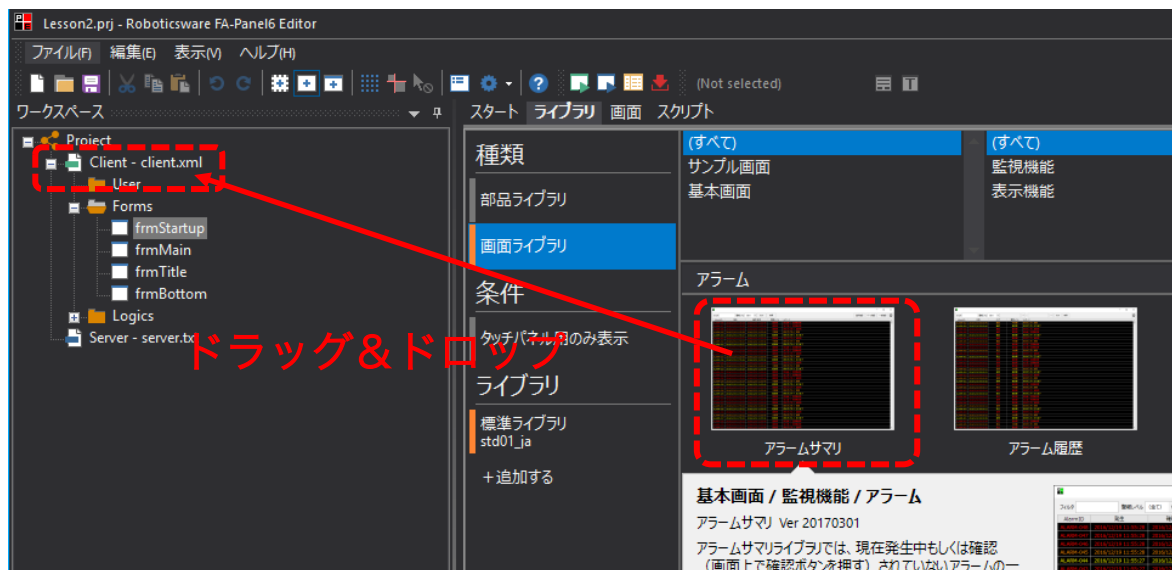 Lesson2.prj - Roboticsware FA-Panel6 Editor
ファイル(F) 編集(E) 表示(V) ヘルプ(H)
(Not selected)
ワークスペース
スタート ライブラリ 画面 スクリプト
Project
Client - client.xml
User
Forms
frmStartup
frmMain
frmTitle
frmBottom
Logics
Server - server.txt
ドラッグ&ドロップ
種類
部品ライブラリ
画面ライブラリ
条件
タッチパネル用のみ表示
ライブラリ
標準ライブラリ
std01_ja
+追加する
(すべて)
サンプル画面
基本画面
(すべて)
監視機能
表示機能
アラーム
アラームサマリ
アラーム履歴
基本画面 / 監視機能 / アラーム
アラームサマリ Ver 20170301
アラームサマリライブラリでは、現在発生中もしくは確認
(画面上で確認ボタンを押す)されていないアラームの一